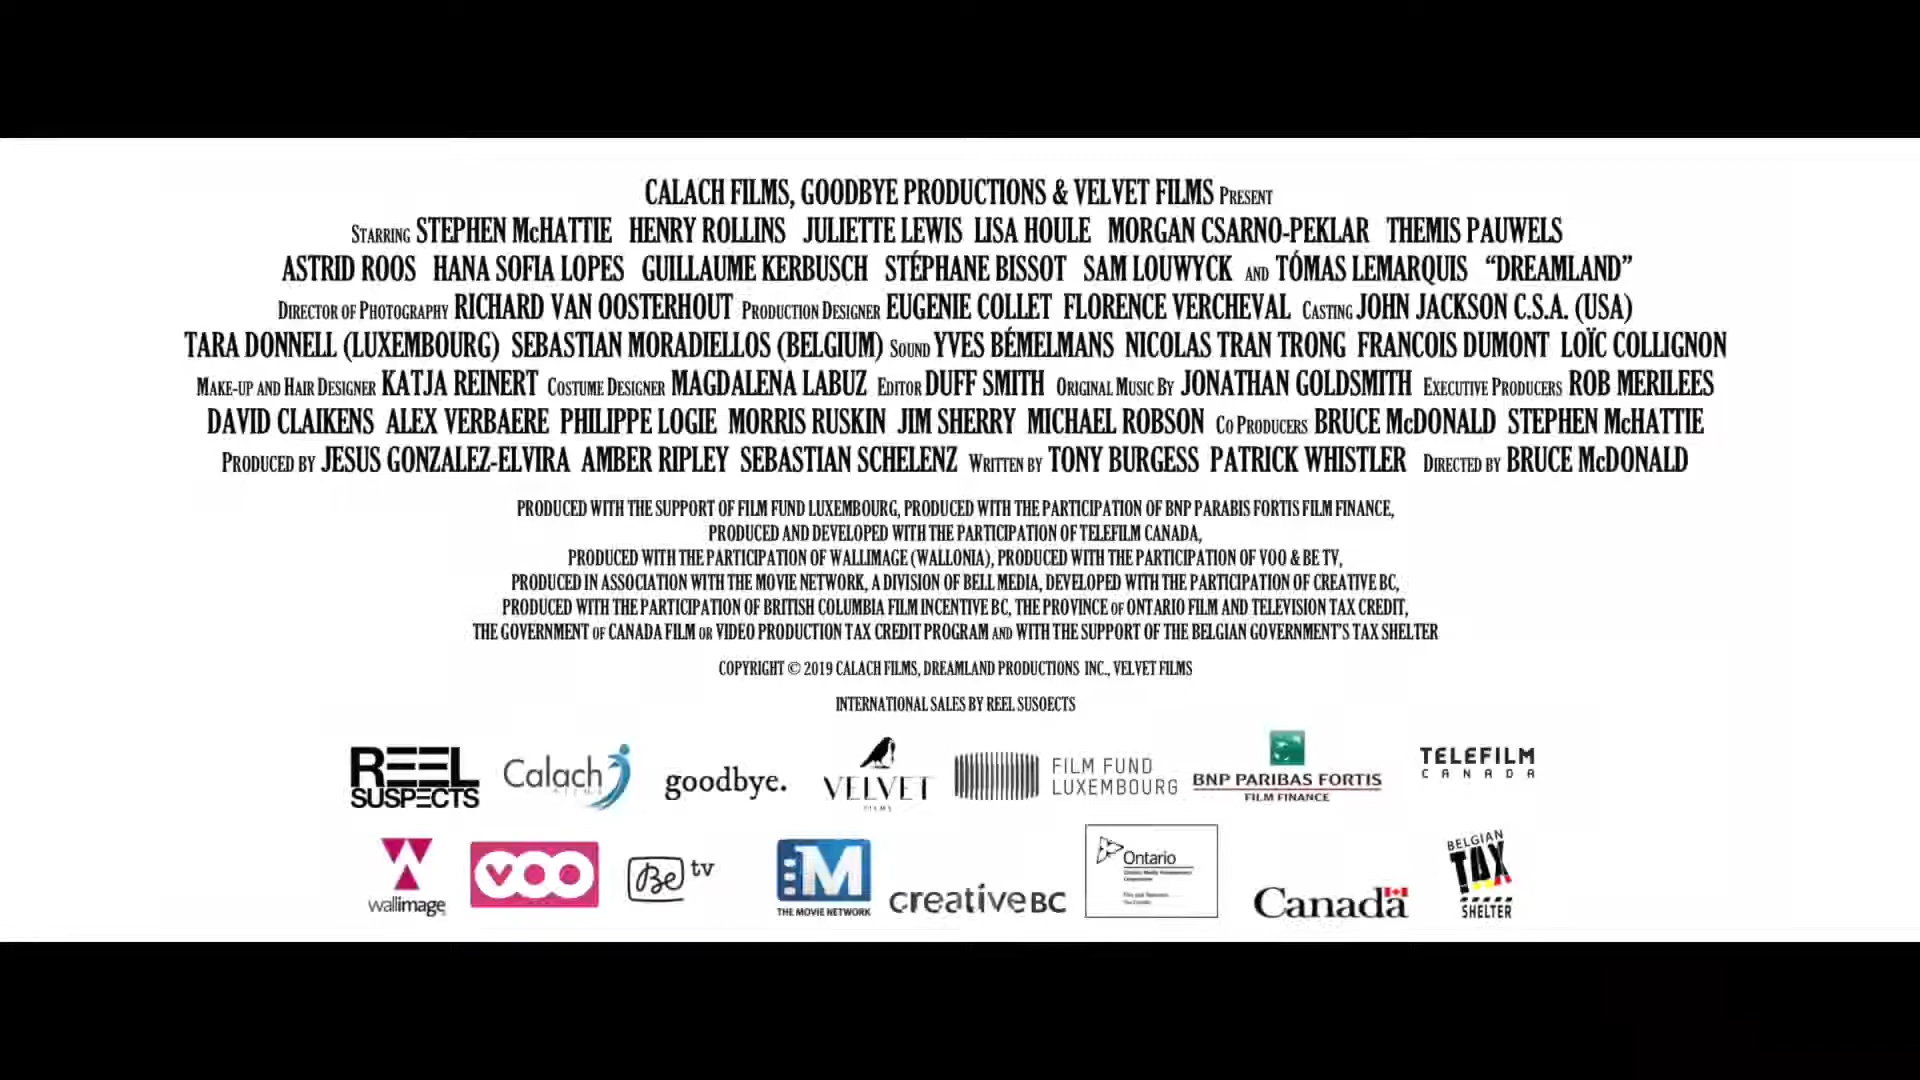 CALACH FILMS, GOODBYE PRODUCTIONS & VELVET FILMS PRESENT
STARRING STEPHEN McHATTIE HENRY ROLLINS JULIETTE LEWIS LISA HOULE MORGAN CSARNO-PEKLAR THEMIS PAUWELS
ASTRID ROOS HANA SOFIA LOPES GUILLAUME KERBUSCH STÉPHANE BISSOT SAM LOUWYCK AND TÓMAS LEMARQUIS “DREAMLAND”
DIRECTOR OF PHOTOGRAPHY RICHARD VAN OOSTERHOUT PRODUCTION DESIGNER EUGENIE COLLET FLORENCE VERCHEVAL CASTING JOHN JACKSON C.S.A. (USA)
TARA DONNELL (LUXEMBOURG) SEBASTIAN MORADIELLOS (BELGIUM) SOUND YVES BÉMELMANS NICOLAS TRAN TRONG FRANCOIS DUMONT LOÏC COLLIGNON
MAKE-UP AND HAIR DESIGNER KATJA REINERT COSTUME DESIGNER MAGDALENA LABUZ EDITOR DUFF SMITH ORIGINAL MUSIC BY JONATHAN GOLDSMITH EXECUTIVE PRODUCERS ROB MERILEES
DAVID CLAIKENS ALEX VERBAERE PHILIPPE LOGIE MORRIS RUSKIN JIM SHERRY MICHAEL ROBSON CO PRODUCERS BRUCE McDONALD STEPHEN McHATTIE
PRODUCED BY JESUS GONZALEZ-ELVIRA AMBER RIPLEY SEBASTIAN SCHELENZ WRITTEN BY TONY BURGESS PATRICK WHISTLER DIRECTED BY BRUCE McDONALD
PRODUCED WITH THE SUPPORT OF FILM FUND LUXEMBOURG, PRODUCED WITH THE PARTICIPATION OF BNP PARABIS FORTIS FILM FINANCE,
PRODUCED AND DEVELOPED WITH THE PARTICIPATION OF TELEFILM CANADA,
PRODUCED WITH THE PARTICIPATION OF WALLIMAGE (WALLONIA), PRODUCED WITH THE PARTICIPATION OF VOO & BE TV,
PRODUCED IN ASSOCIATION WITH THE MOVIE NETWORK, A DIVISION OF BELL MEDIA, DEVELOPED WITH THE PARTICIPATION OF CREATIVE BC,
PRODUCED WITH THE PARTICIPATION OF BRITISH COLUMBIA FILM INCENTIVE BC, THE PROVINCE OF ONTARIO FILM AND TELEVISION TAX CREDIT,
THE GOVERNMENT OF CANADA FILM OR VIDEO PRODUCTION TAX CREDIT PROGRAM AND WITH THE SUPPORT OF THE BELGIAN GOVERNMENT'S TAX SHELTER
COPYRIGHT © 2019 CALACH FILMS, DREAMLAND PRODUCTIONS INC., VELVET FILMS
INTERNATIONAL SALES BY REEL SUSOECTS
REEL
SUSPECTS
Calach
FILMS
goodbye.
VELVET
FILMS
FILM FUND
LUXEMBOURG
BNP PARIBAS FORTIS
FILM FINANCE
TELEFILM
CANADA
wallimage
VOO
Be tv
M
THE MOVIE NETWORK
creativeBC
Ontario
Canada
BELGIAN
TAX
SHELTER